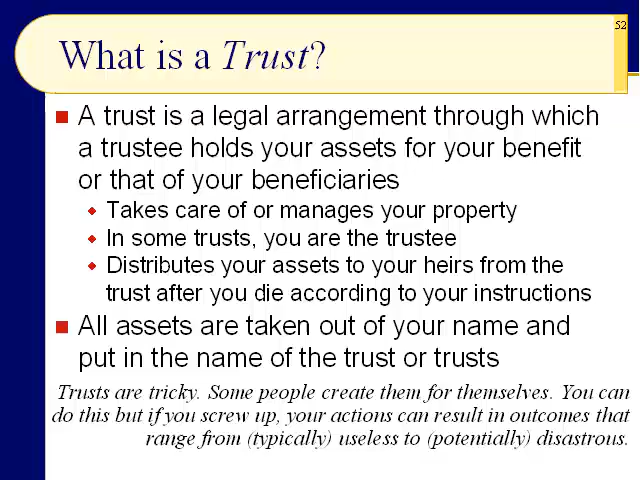 52
What is a Trust?
A trust is a legal arrangement through which
a trustee holds your assets for your benefit
or that of your beneficiaries
Takes care of or manages your property
In some trusts, you are the trustee
Distributes your assets to your heirs from the
trust after you die according to your instructions
All assets are taken out of your name and
put in the name of the trust or trusts
Trusts are tricky. Some people create them for themselves. You can
do this but if you screw up, your actions can result in outcomes that
range from (typically) useless to (potentially) disastrous.